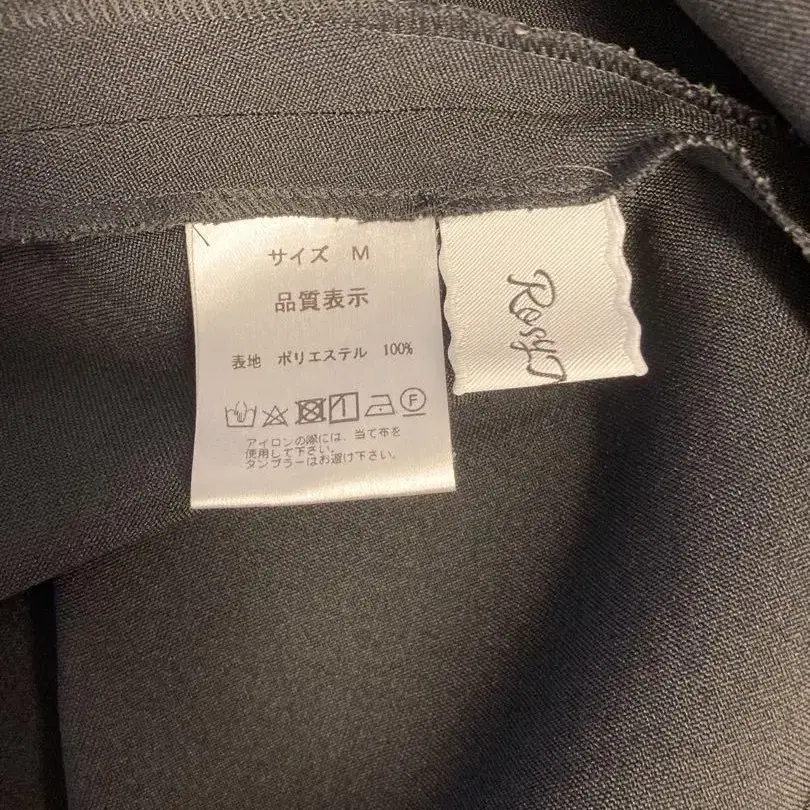 サイズ M
品質表示
表地 ポリエステル 100%
F
アイロンの際には、当て布を
使用して下さい。
タンブラーはお避け下さい。
Rosy